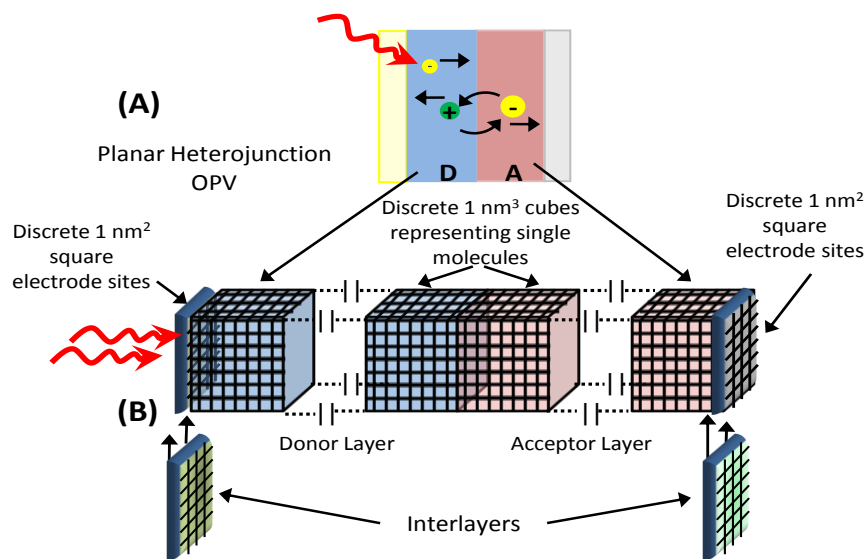 (A)
Planar Heterojunction
OPV
-
+
-
D
A
Discrete 1 nm²
square
electrode sites
Discrete 1 nm³ cubes
representing single
molecules
Discrete 1 nm²
square
electrode sites
(B)
Donor Layer
Acceptor Layer
Interlayers